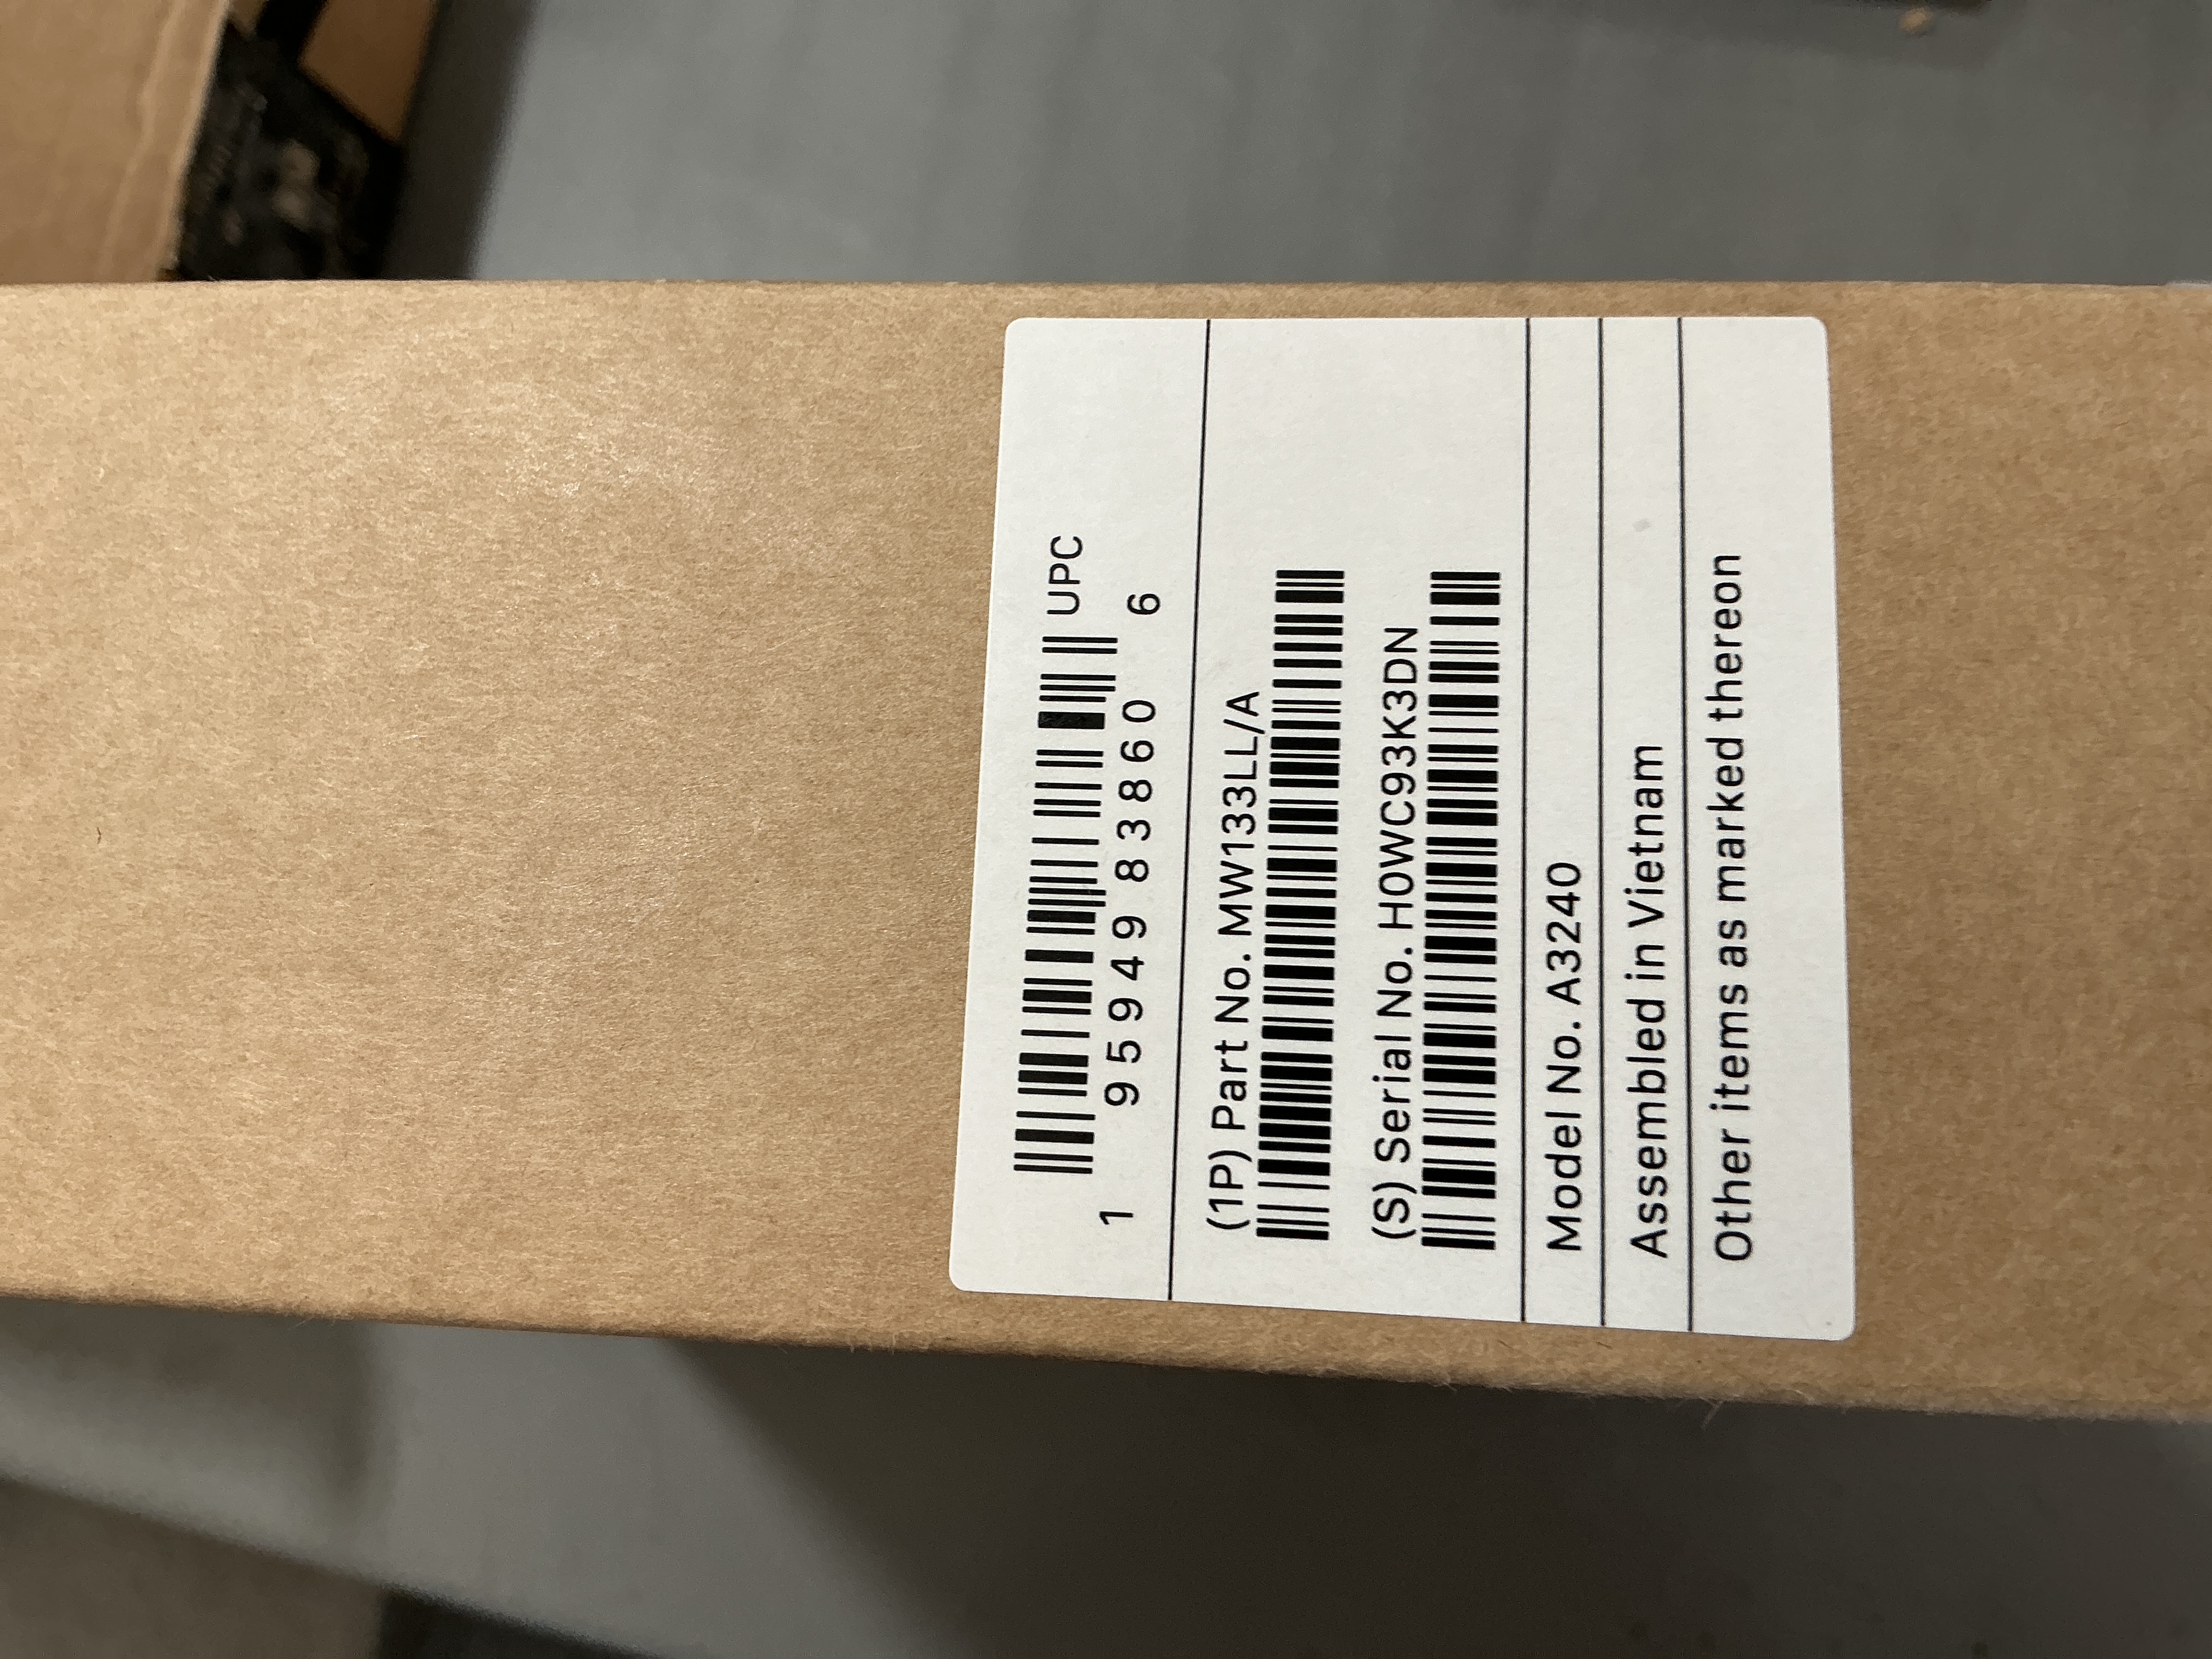 UPC
1 95949 83860 6
(1P) Part No. MW133LL/A
(S) Serial No. H0WC93K3DN
Model No. A3240
Assembled in Vietnam
Other items as marked thereon